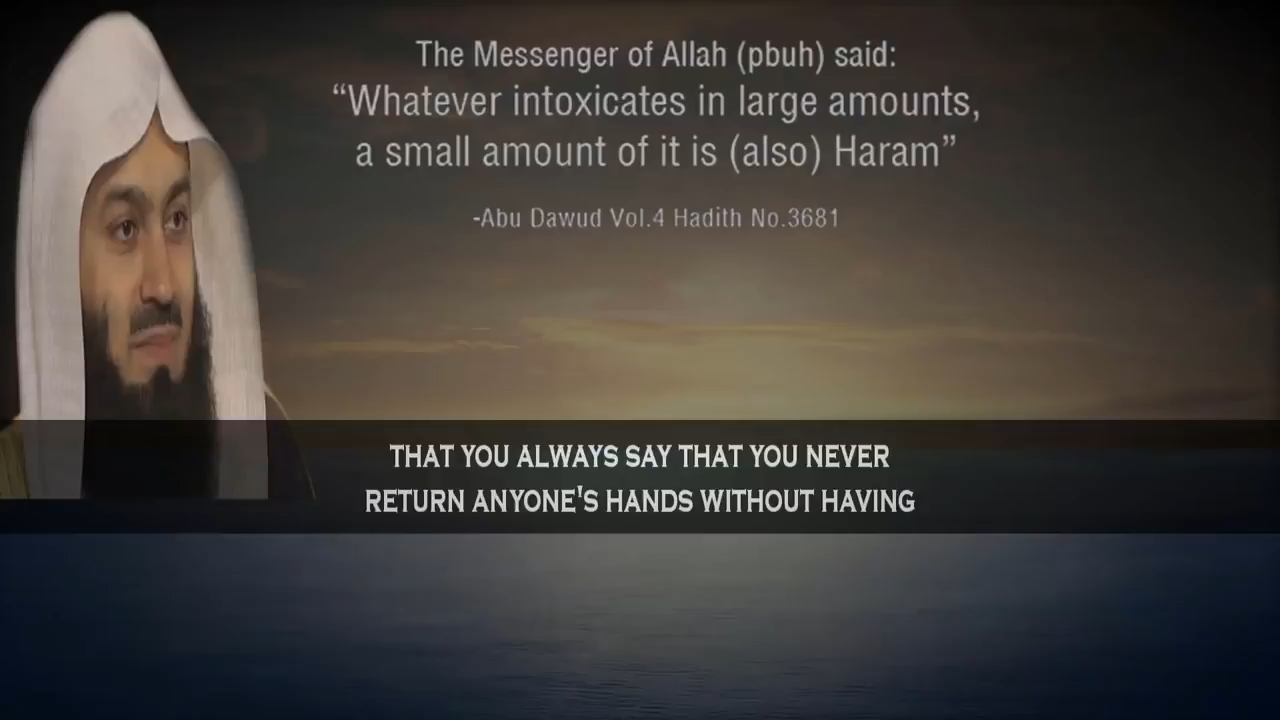 The Messenger of Allah (pbuh) said:
“Whatever intoxicates in large amounts,
a small amount of it is (also) Haram”
-Abu Dawud Vol.4 Hadith No.3681
THAT YOU ALWAYS SAY THAT YOU NEVER
RETURN ANYONE'S HANDS WITHOUT HAVING